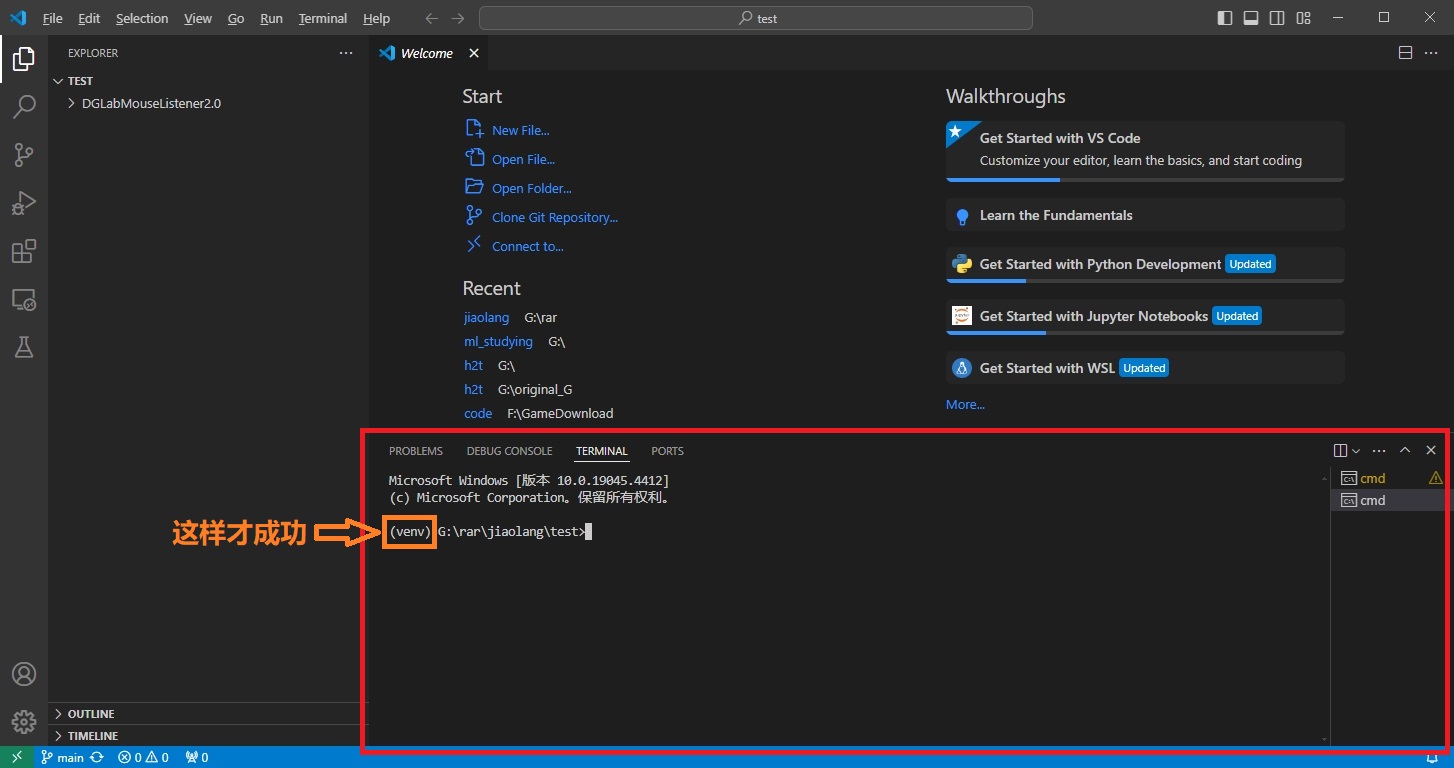 File Edit Selection View Go Run Terminal Help
test
EXPLORER
TEST
DGLabMouseListener2.0
OUTLINE
TIMELINE
Welcome
Start
New File...
Open File...
Open Folder...
Clone Git Repository...
Connect to...
Recent
jiaolang G:\rar
ml_studying G:\
h2t G:\
h2t G:\original_G
code F:\GameDownload
Walkthroughs
Get Started with VS Code
Customize your editor, learn the basics, and start coding
Learn the Fundamentals
Get Started with Python Development Updated
Get Started with Jupyter Notebooks Updated
Get Started with WSL Updated
More...
PROBLEMS DEBUG CONSOLE TERMINAL PORTS
Microsoft Windows [版本 10.0.19045.4412]
(c) Microsoft Corporation。保留所有权利。
这样才成功
(venv) G:\rar\jiaolang\test>
cmd
cmd
main 0 0 0